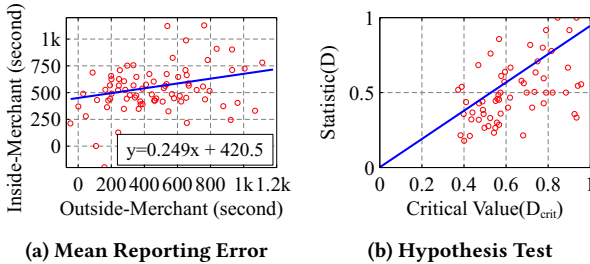 Inside-Merchant (second)
1k
750
500
250
0
y=0.249x + 420.5
0 200 400 600 800 1k 1.2k
Outside-Merchant (second)
(a) Mean Reporting Error
Statistic(D)
1
0.5
0
0 0.2 0.4 0.6 0.8 1
Critical Value(D_crit)
(b) Hypothesis Test